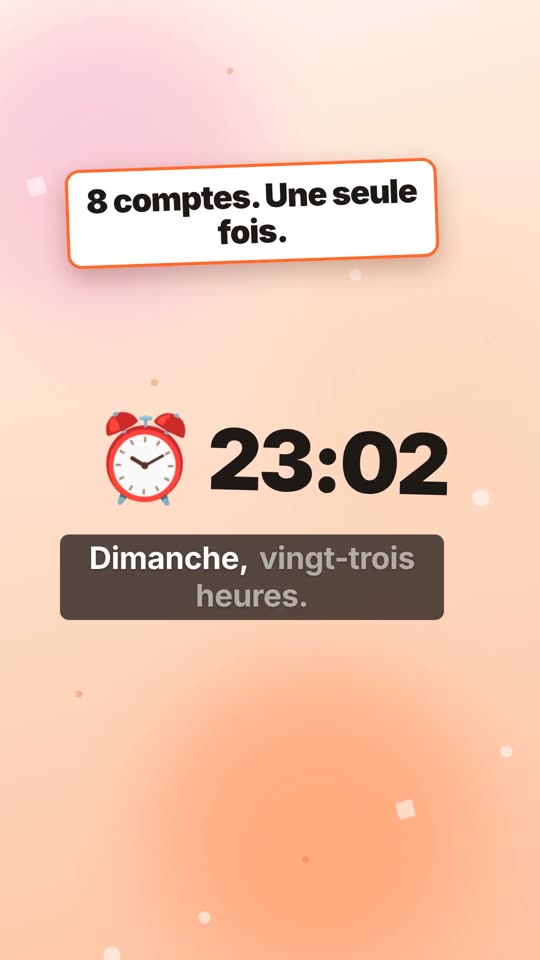 8 comptes. Une seule
fois.
23:02
Dimanche, vingt-trois
heures.